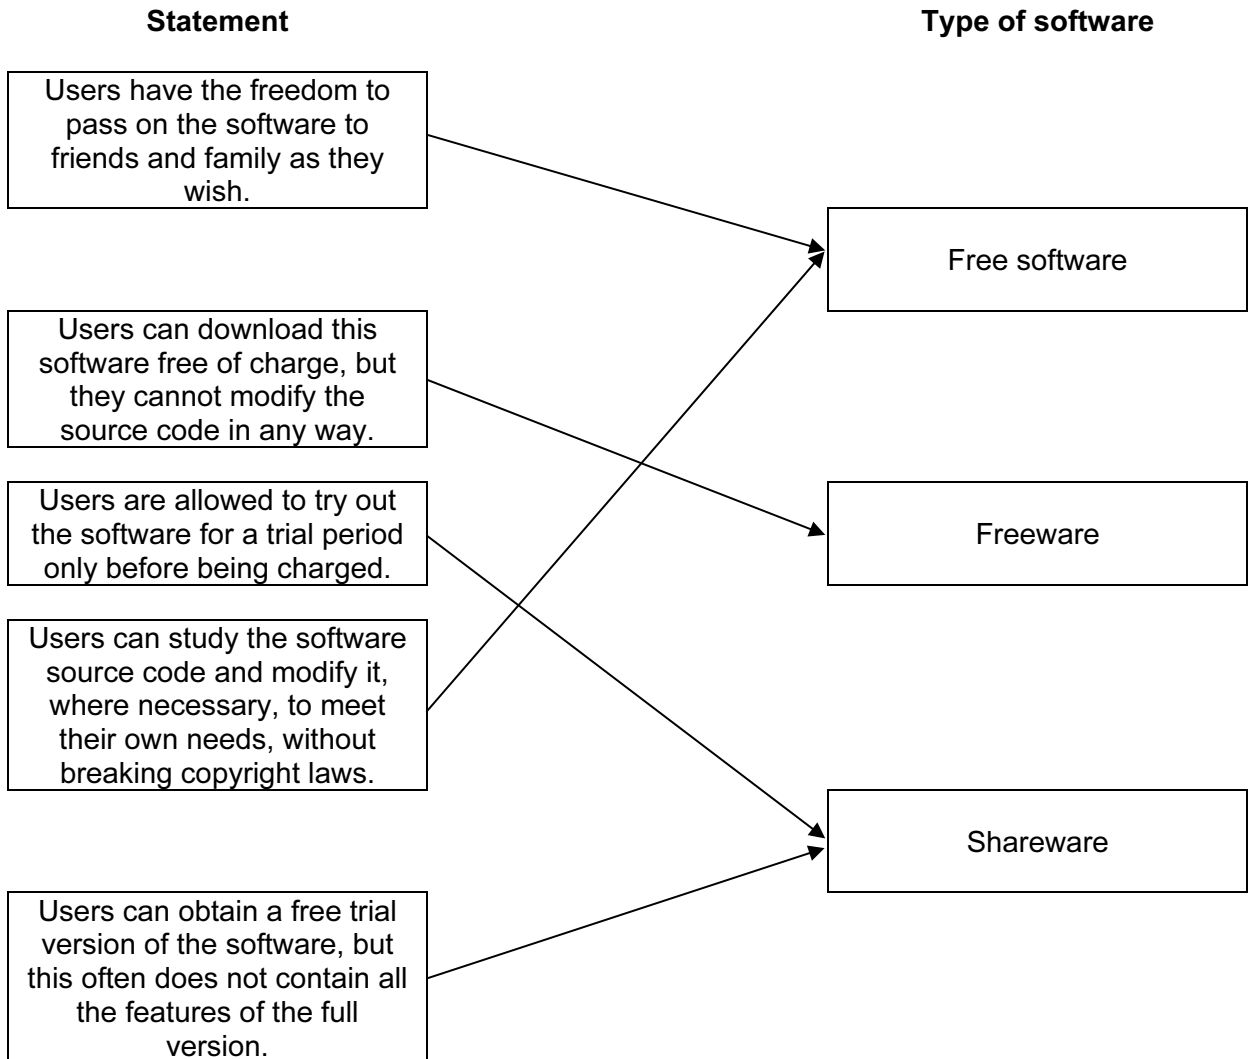 Statement
Type of software
Users have the freedom to
pass on the software to
friends and family as they
wish.
Free software
Users can download this
software free of charge, but
they cannot modify the
source code in any way.
Users are allowed to try out
the software for a trial period
only before being charged.
Freeware
Users can study the software
source code and modify it,
where necessary, to meet
their own needs, without
breaking copyright laws.
Shareware
Users can obtain a free trial
version of the software, but
this often does not contain all
the features of the full
version.